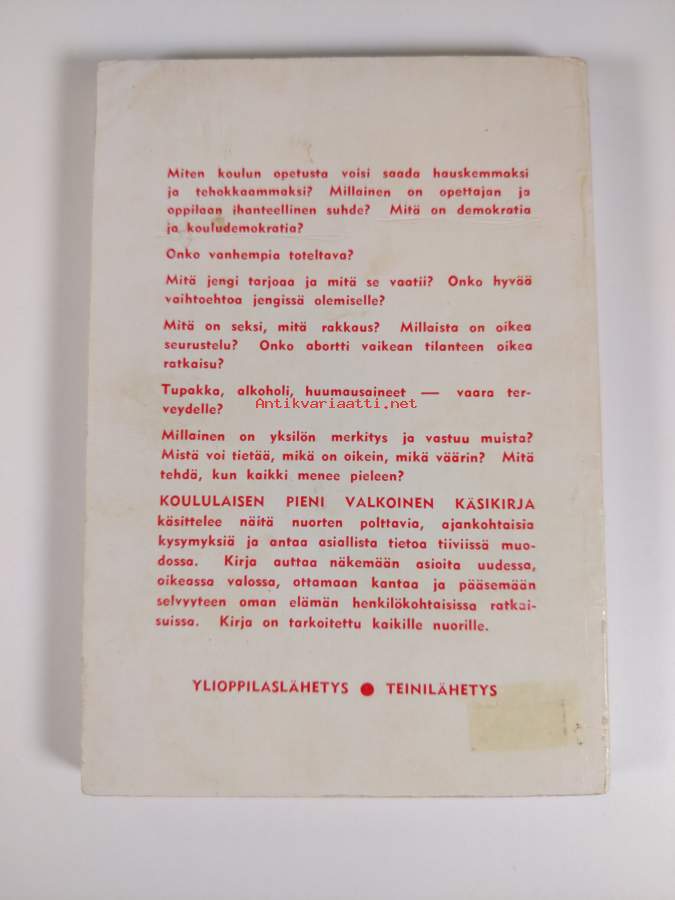 Miten koulun opetusta voisi saada hauskemmaksi
ja tehokkaammaksi? Millainen on opettajan ja
oppilaan ihanteellinen suhde? Mitä on demokratia
ja kouludemokratia?
Onko vanhempia toteltava?
Mitä jengi tarjoaa ja mitä se vaatii? Onko hyvää
vaihtoehtoa jengissä olemiselle?
Mitä on seksi, mitä rakkaus? Millaista on oikea
seurustelu? Onko abortti vaikean tilanteen oikea
ratkaisu?
Tupakka, alkoholi, huumausaineet — vaara ter-
veydelle?
Antikvariaatti.net
Millainen on yksilön merkitys ja vastuu muista?
Mistä voi tietää, mikä on oikein, mikä väärin? Mitä
tehdä, kun kaikki menee pieleen?
KOULULAISEN PIENI VALKOINEN KÄSIKIRJA
käsittelee näitä nuorten polttavia, ajankohtaisia
kysymyksiä ja antaa asiallista tietoa tiiviissä muo-
dossa. Kirja auttaa näkemään asioita uudessa,
oikeassa valossa, ottamaan kantaa ja pääsemään
selvyyteen oman elämän henkilökohtaisissa ratkai-
suissa. Kirja on tarkoitettu kaikille nuorille.
YLIOPPILASLÄHETYS ● TEINILÄHETYS